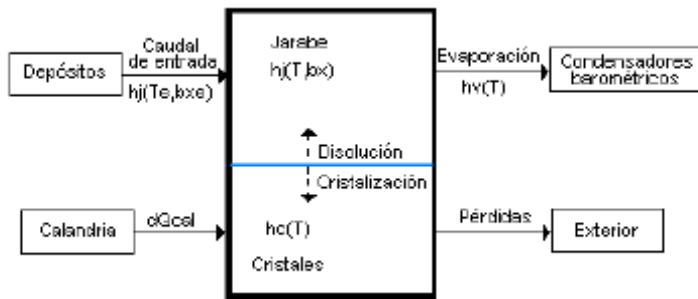 Caudal
de entrada
Depósitos
hj(Te,bxe)
Jarabe
hj(T,bx)
Evaporación
hv(T)
Condensadores
barométricos
Disolución
Cristalización
Calandria
dQcal
hc(T)
Cristales
Pérdidas
Exterior